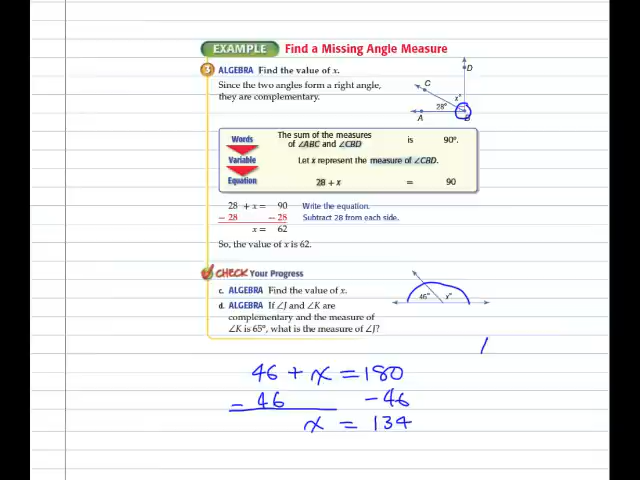 EXAMPLE Find a Missing Angle Measure
3 ALGEBRA Find the value of x.
Since the two angles form a right angle,
they are complementary.
D
C
x°
28°
A
B
Words The sum of the measures of ∠ABC and ∠CBD is 90°.
Variable Let x represent the measure of ∠CBD.
Equation 28 + x = 90
28 + x = 90 Write the equation.
− 28 − 28 Subtract 28 from each side.
x = 62
So, the value of x is 62.
CHECK Your Progress
c. ALGEBRA Find the value of x.
46° x°
d. ALGEBRA If ∠J and ∠K are
complementary and the measure of
∠K is 65°, what is the measure of ∠J?
46 + x = 180
- 46 - 46
x = 134